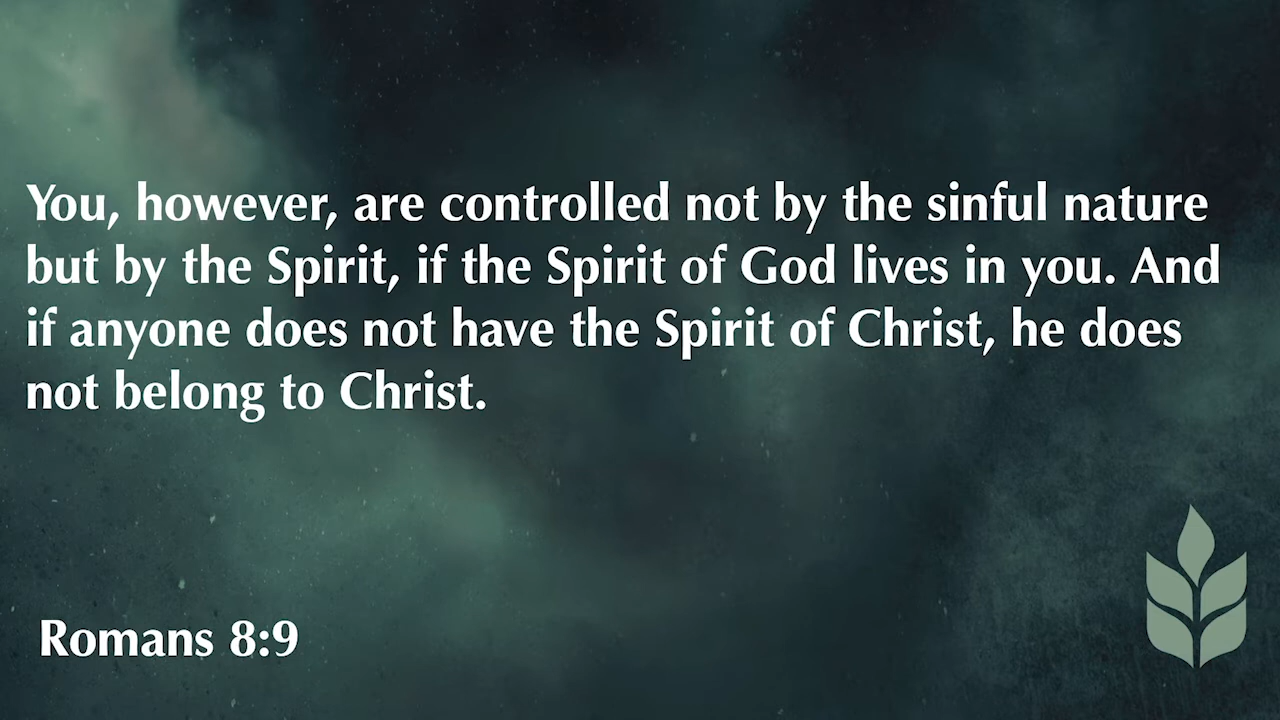 You, however, are controlled not by the sinful nature
but by the Spirit, if the Spirit of God lives in you. And
if anyone does not have the Spirit of Christ, he does
not belong to Christ.
Romans 8:9